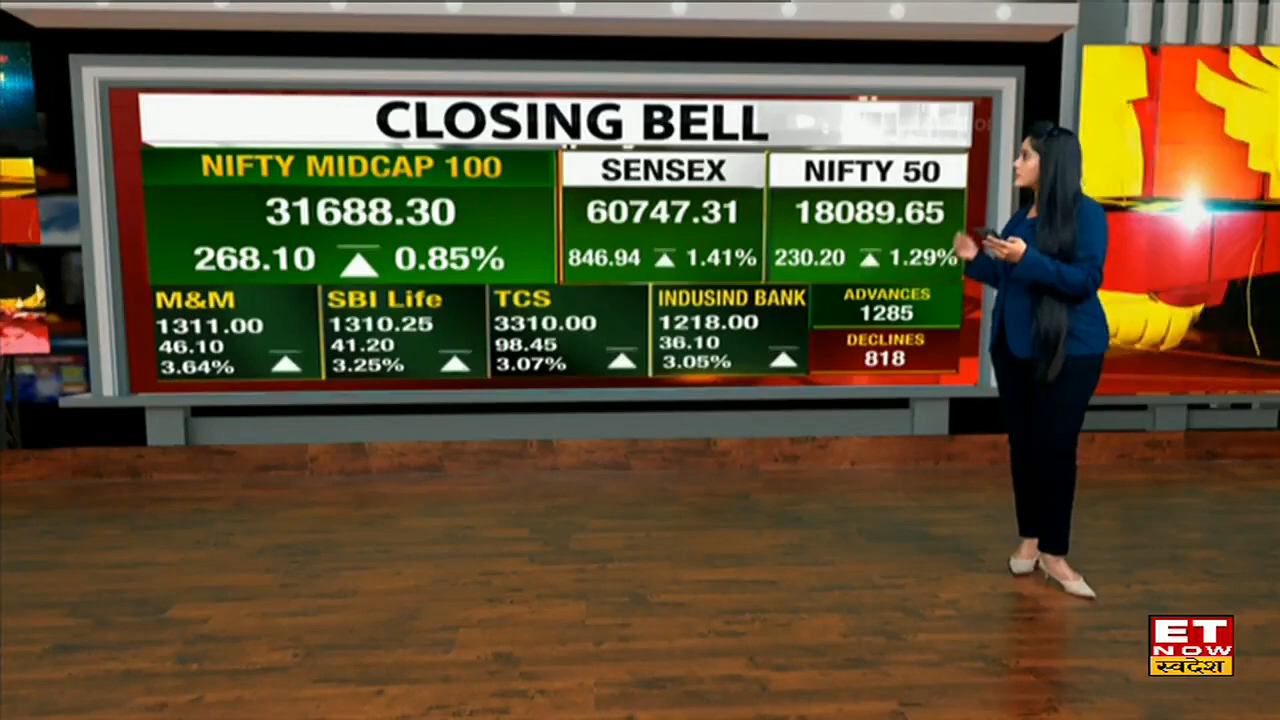 CLOSING BELL
NIFTY MIDCAP 100
31688.30
268.10 0.85%
SENSEX
60747.31
846.94 1.41%
NIFTY 50
18089.65
230.20 1.29%
M&M
1311.00
46.10
3.64%
SBI Life
1310.25
41.20
3.25%
TCS
3310.00
98.45
3.07%
INDUSIND BANK
1218.00
36.10
3.05%
ADVANCES
1285
DECLINES
818
ET
NOW
स्वदेश